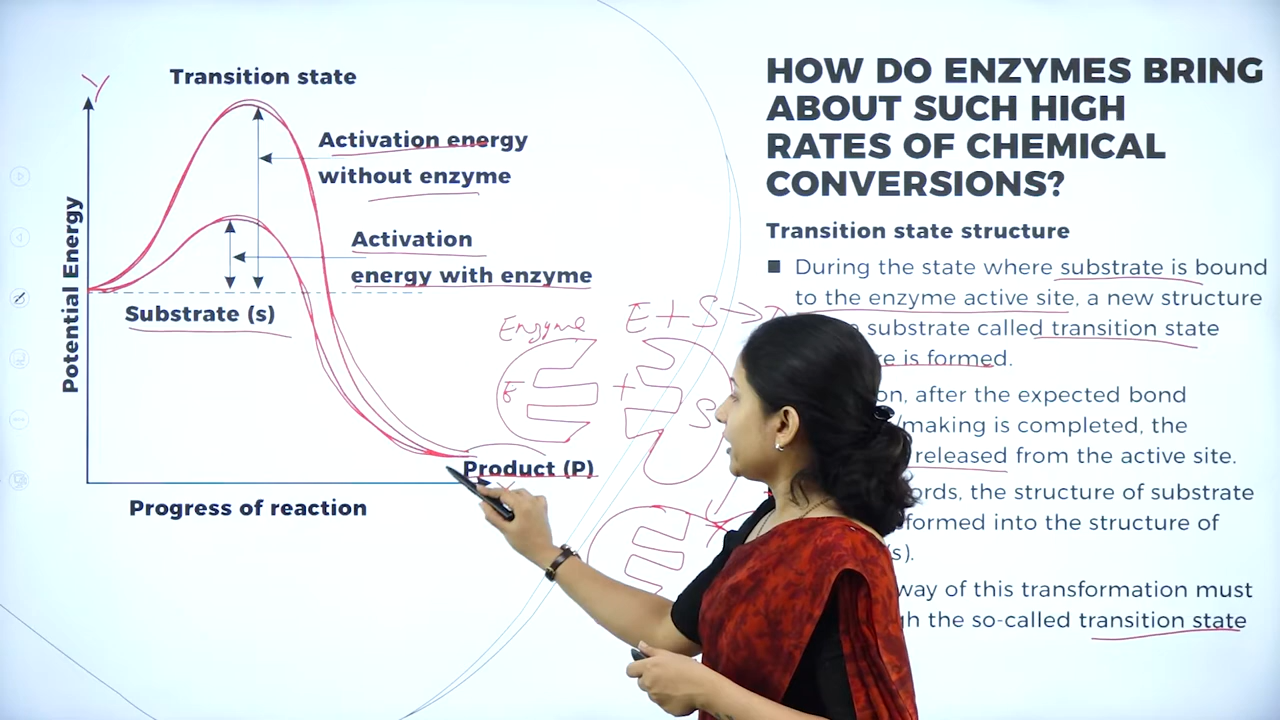 Y
Transition state
Activation energy
without enzyme
Activation
energy with enzyme
Substrate (s)
Potential Energy
Product (P)
X
Progress of reaction
Enzyme
E
+
S
E + S →
HOW DO ENZYMES BRING
ABOUT SUCH HIGH
RATES OF CHEMICAL
CONVERSIONS?
Transition state structure
■ During the state where substrate is bound
to the enzyme active site, a new structure
substrate called transition state
is formed.
after the expected bond
/making is completed, the
released from the active site.
the structure of substrate
into the structure of
way of this transformation must
the so-called transition state